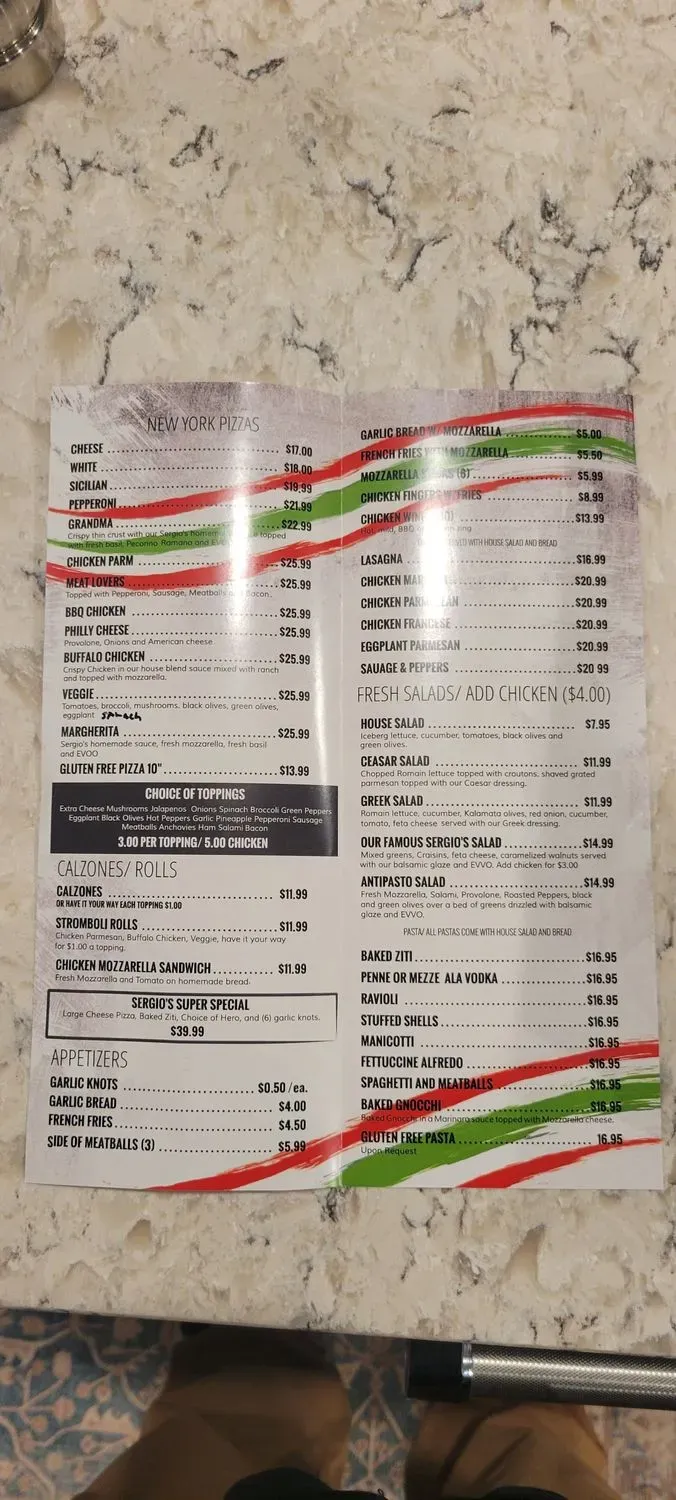 NEW YORK PIZZAS
CHEESE $17.00
WHITE $18.00
SICILIAN $19.99
PEPPERONI $21.99
GRANDMA $22.99
Crispy thin crust with our Sergio's homem topped
with fresh basil, Pecorino Romano and
CHICKEN PARM $25.99
MEAT LOVERS $25.99
Topped with Pepperoni, Sausage, Meatballs Bacon.
BBQ CHICKEN $25.99
PHILLY CHEESE $25.99
Provolone, Onions and American cheese
BUFFALO CHICKEN $25.99
Crispy Chicken in our house blend sauce mixed with ranch
and topped with mozzarella.
VEGGIE $25.99
Tomatoes, broccoli, mushrooms, black olives, green olives,
eggplant spinach
MARGHERITA $25.99
Sergio's homemade sauce, fresh mozzarella, fresh basil
and EVOO
GLUTEN FREE PIZZA 10" $13.99
CHOICE OF TOPPINGS
Extra Cheese Mushrooms Jalapenos Onions Spinach Broccoli Green Peppers
Eggplant Black Olives Hot Peppers Garlic Pineapple Pepperoni Sausage
Meatballs Anchovies Ham Salami Bacon
3.00 PER TOPPING/ 5.00 CHICKEN
CALZONES/ ROLLS
CALZONES $11.99
OR HAVE IT YOUR WAY EACH TOPPING $1.00
STROMBOLI ROLLS $11.99
Chicken Parmesan, Buffalo Chicken, Veggie, have it your way
for $1.00 a topping.
CHICKEN MOZZARELLA SANDWICH $11.99
Fresh Mozzarella and Tomato on homemade bread.
SERGIO'S SUPER SPECIAL
Large Cheese Pizza, Baked Ziti, Choice of Hero, and (6) garlic knots.
$39.99
APPETIZERS
GARLIC KNOTS $0.50 /ea.
GARLIC BREAD $4.00
FRENCH FRIES $4.50
SIDE OF MEATBALLS (3) $5.99
GARLIC BREAD W/ MOZZARELLA $5.00
FRENCH FRIES WITH MOZZARELLA $5.50
MOZZARELLA (6) $5.99
CHICKEN FINGERS W/FRIES $8.99
CHICKEN $13.99
mild, BBQ
WITH HOUSE SALAD AND BREAD
LASAGNA $16.99
CHICKEN $20.99
CHICKEN $20.99
CHICKEN FRANCESE $20.99
EGGPLANT PARMESAN $20.99
SAUAGE & PEPPERS $20 99
FRESH SALADS/ ADD CHICKEN ($4.00)
HOUSE SALAD $7.95
Iceberg lettuce, cucumber, tomatoes, black olives and
green olives.
CEASAR SALAD $11.99
Chopped Romain lettuce topped with croutons, shaved grated
parmesan topped with our Caesar dressing.
GREEK SALAD $11.99
Romain lettuce, cucumber, Kalamata olives, red onion, cucumber,
tomato, feta cheese served with our Greek dressing.
OUR FAMOUS SERGIO'S SALAD $14.99
Mixed greens, Craisins, feta cheese, caramelized walnuts served
with our balsamic glaze and EVVO. Add chicken for $3.00
ANTIPASTO SALAD $14.99
Fresh Mozzarella, Salami, Provolone, Roasted Peppers, black
and green olives over a bed of greens drizzled with balsamic
glaze and EVVO.
PASTA/ ALL PASTAS COME WITH HOUSE SALAD AND BREAD
BAKED ZITI $16.95
PENNE OR MEZZE ALA VODKA $16.95
RAVIOLI $16.95
STUFFED SHELLS $16.95
MANICOTTI $16.95
FETTUCCINE ALFREDO $16.95
SPAGHETTI AND MEATBALLS $16.95
BAKED GNOCCHI $16.95
Baked Gnocchi in a Marinara sauce topped with Mozzarella cheese.
GLUTEN FREE PASTA 16.95
Upon Request